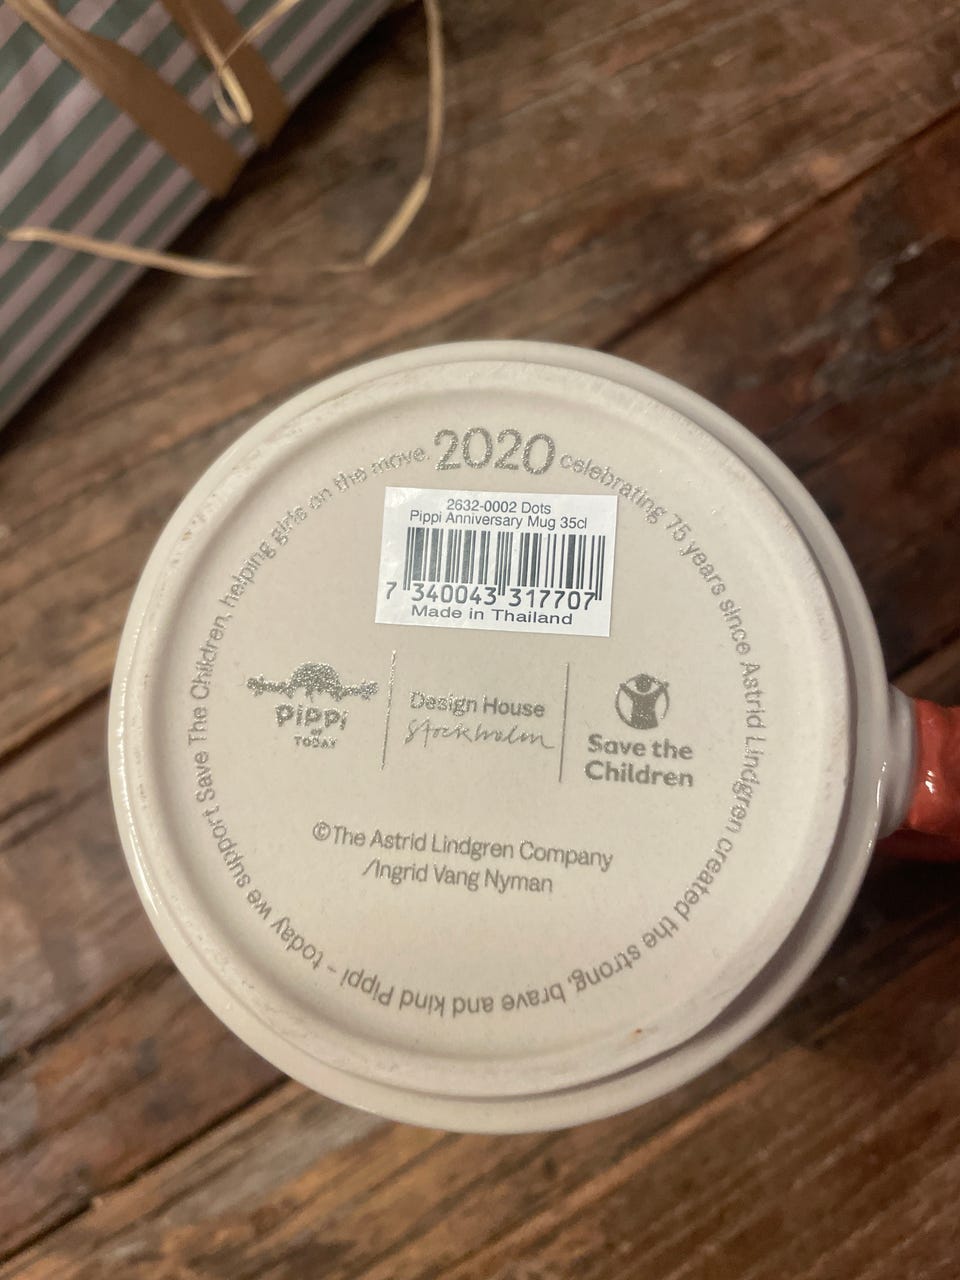 2020 celebrating 75 years since Astrid Lindgren created the strong, brave and kind Pippi - today we support Save The Children, helping girls on the move.
2632-0002 Dots
Pippi Anniversary Mug 35cl
7 340043 317707
Made in Thailand
Pippi
OF
TODAY
Design House
Stockholm
Save the
Children
©The Astrid Lindgren Company
/Ingrid Vang Nyman